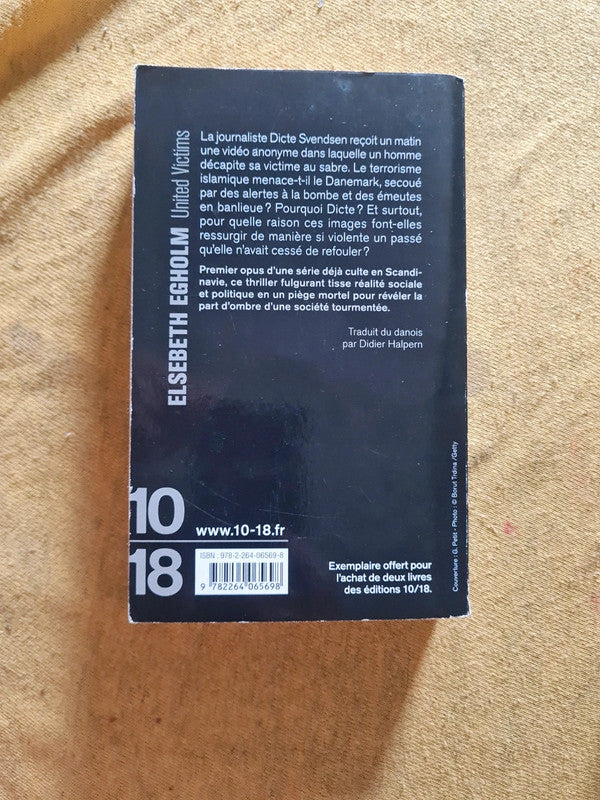 ELSEBETH EGHOLM United Victims
La journaliste Dicte Svendsen reçoit un matin
une vidéo anonyme dans laquelle un homme
décapite sa victime au sabre. Le terrorisme
islamique menace-t-il le Danemark, secoué
par des alertes à la bombe et des émeutes
en banlieue ? Pourquoi Dicte ? Et surtout,
pour quelle raison ces images font-elles
ressurgir de manière si violente un passé
qu'elle n'avait cessé de refouler ?
Premier opus d'une série déjà culte en Scandi-
navie, ce thriller fulgurant tisse réalité sociale
et politique en un piège mortel pour révéler la
part d'ombre d'une société tourmentée.
Traduit du danois
par Didier Halpern
10
18
www.10-18.fr
ISBN : 978-2-264-06569-8
9 782264 065698
Exemplaire offert pour
l'achat de deux livres
des éditions 10/18.
Couverture : G. Petit - Photo : © Borut Trdina /Getty